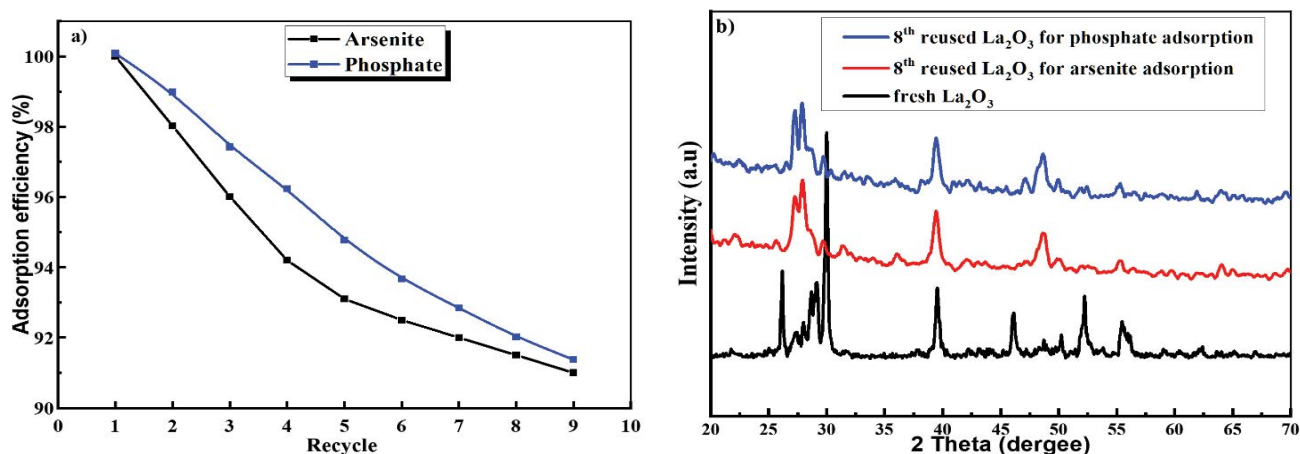 a)
Arsenite
Phosphate
Adsorption efficiency (%)
100
98
96
94
92
90
0 1 2 3 4 5 6 7 8 9 10
Recycle
b)
8th reused La2O3 for phosphate adsorption
8th reused La2O3 for arsenite adsorption
fresh La2O3
Intensity (a.u)
20 25 30 35 40 45 50 55 60 65 70
2 Theta (dergee)